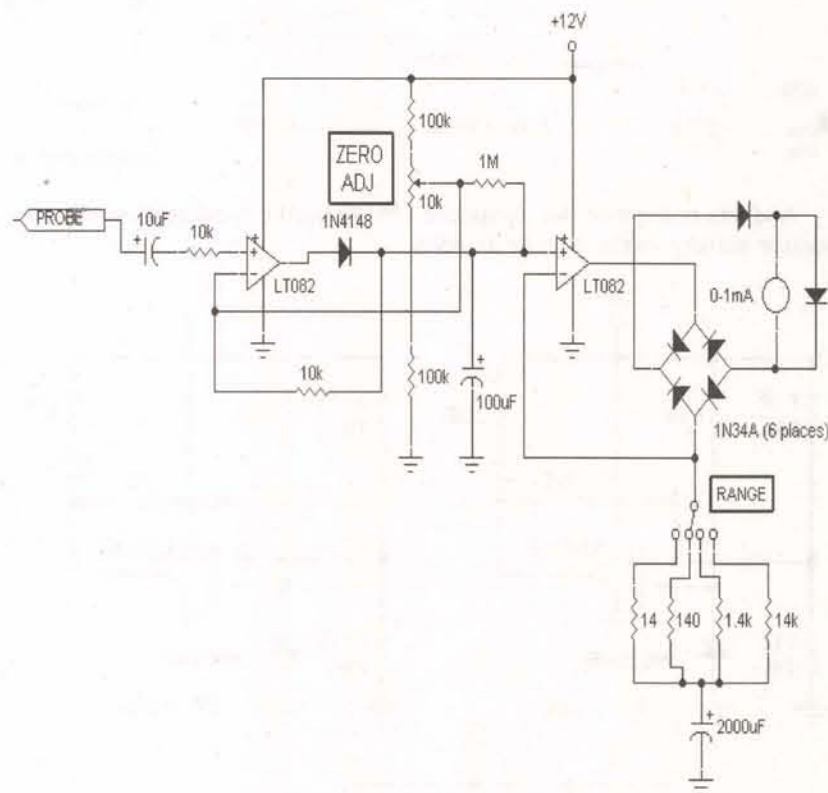 +12V
100k
ZERO
ADJ
1M
10k
PROBE
10uF
1N4148
10k
LT082
LT082
0-1mA
10k
100k
100uF
1N34A (6 places)
RANGE
14
140
1.4k
14k
2000uF